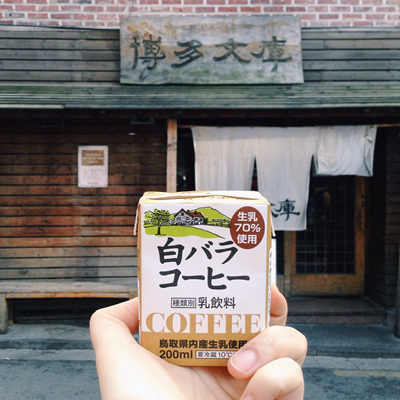 博多文庫
文庫
生乳
70%
使用
白バラ
コーヒー
種類別 乳飲料
COFFEE
鳥取県内産生乳使用
200ml 要冷蔵10℃